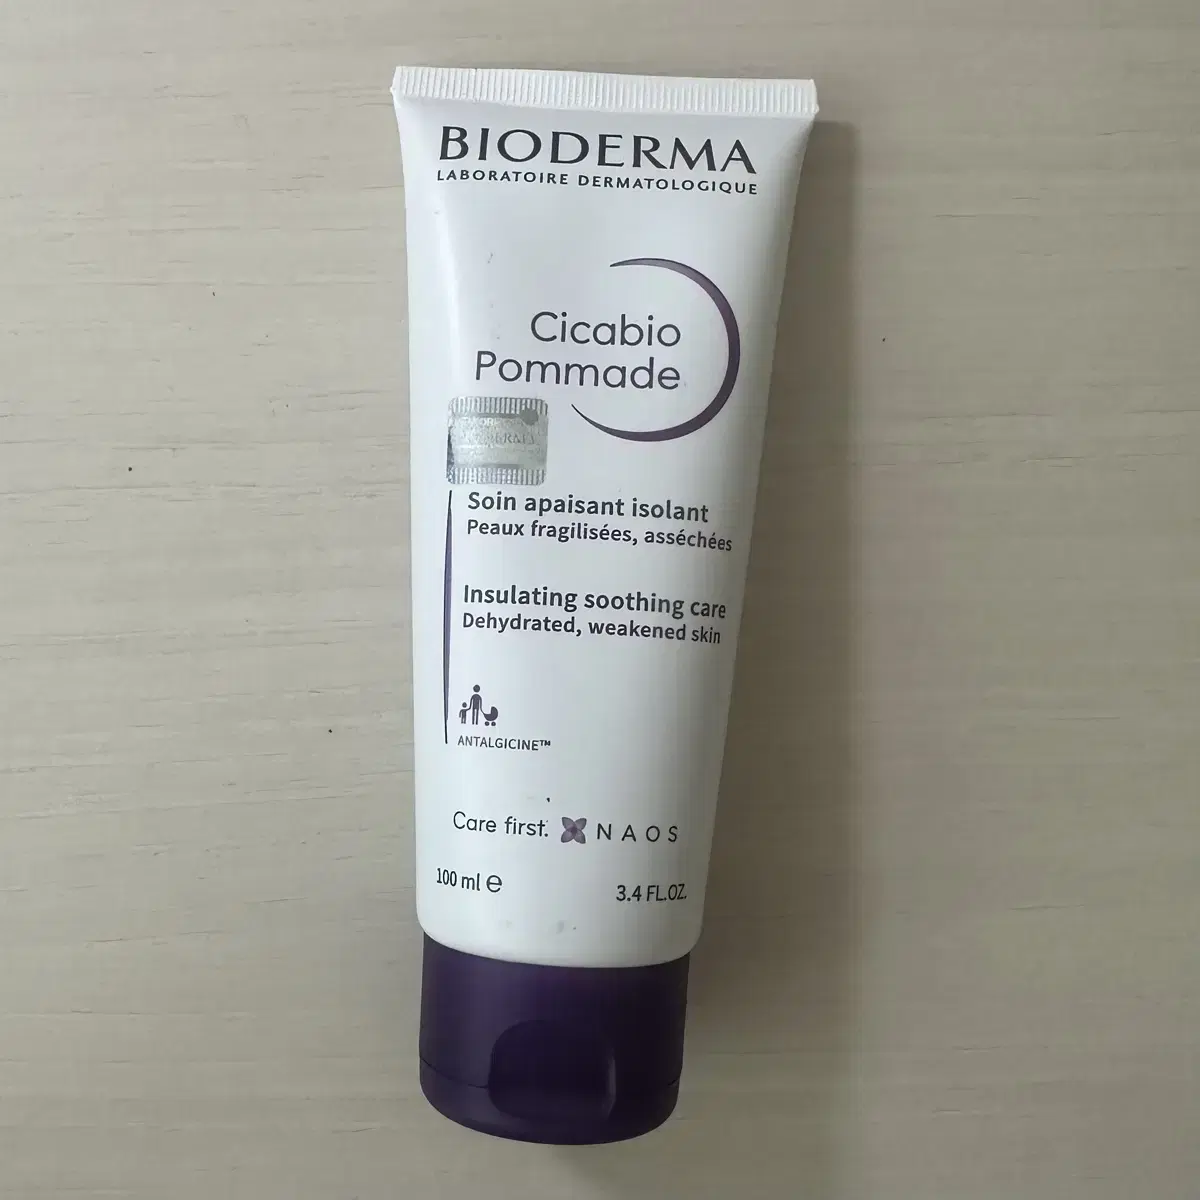 BIODERMA
LABORATOIRE DERMATOLOGIQUE
Cicabio
Pommade
Soin apaisant isolant
Peaux fragilisées, asséchées
Insulating soothing care
Dehydrated, weakened skin
ANTALGICINE™
Care first. NAOS
100 ml ℮ 3.4 FL.OZ.